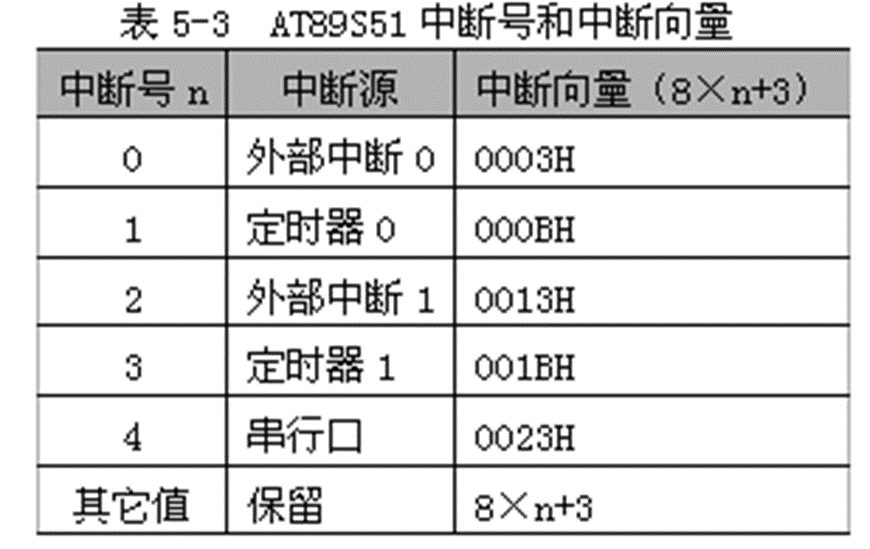 表 5-3 AT89S51 中断号和中断向量
中断号 n 中断源 中断向量（8×n+3）
0 外部中断 0 0003H
1 定时器 0 000BH
2 外部中断 1 0013H
3 定时器 1 001BH
4 串行口 0023H
其它值 保留 8×n+3